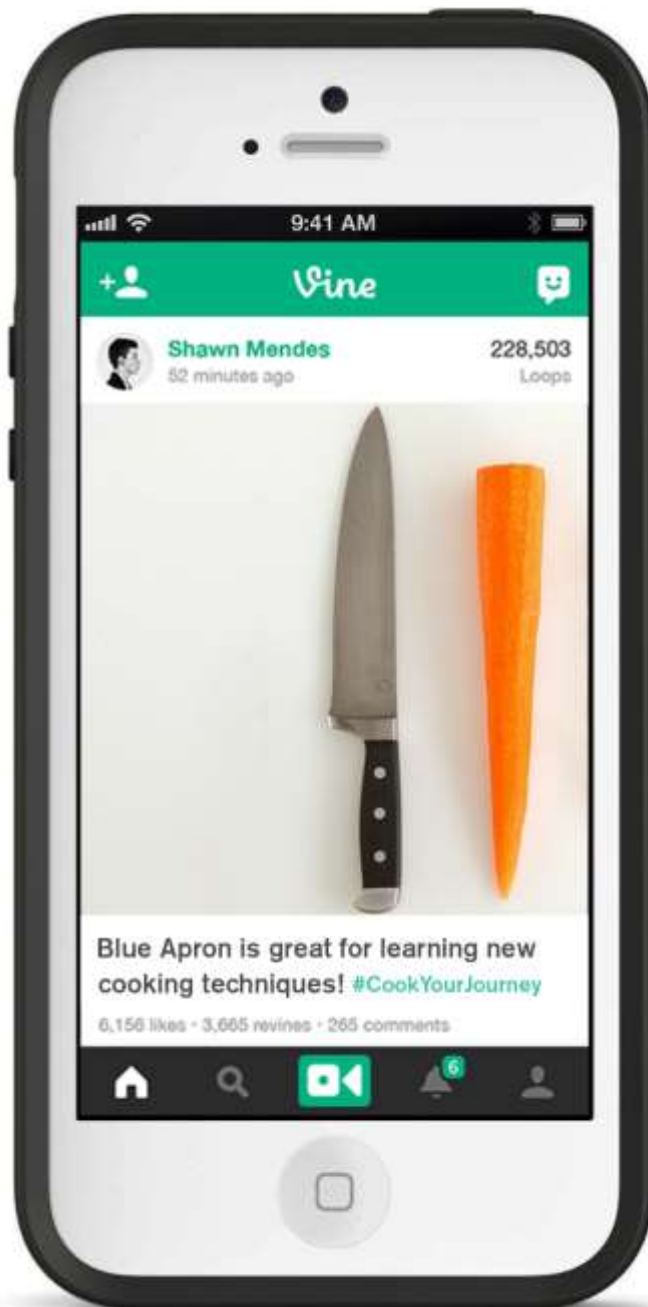 9:41 AM
Vine
Shawn Mendes
228,503
52 minutes ago
Loops
Blue Apron is great for learning new
cooking techniques! #CookYourJourney
6,156 likes · 3,665 revines · 265 comments
6